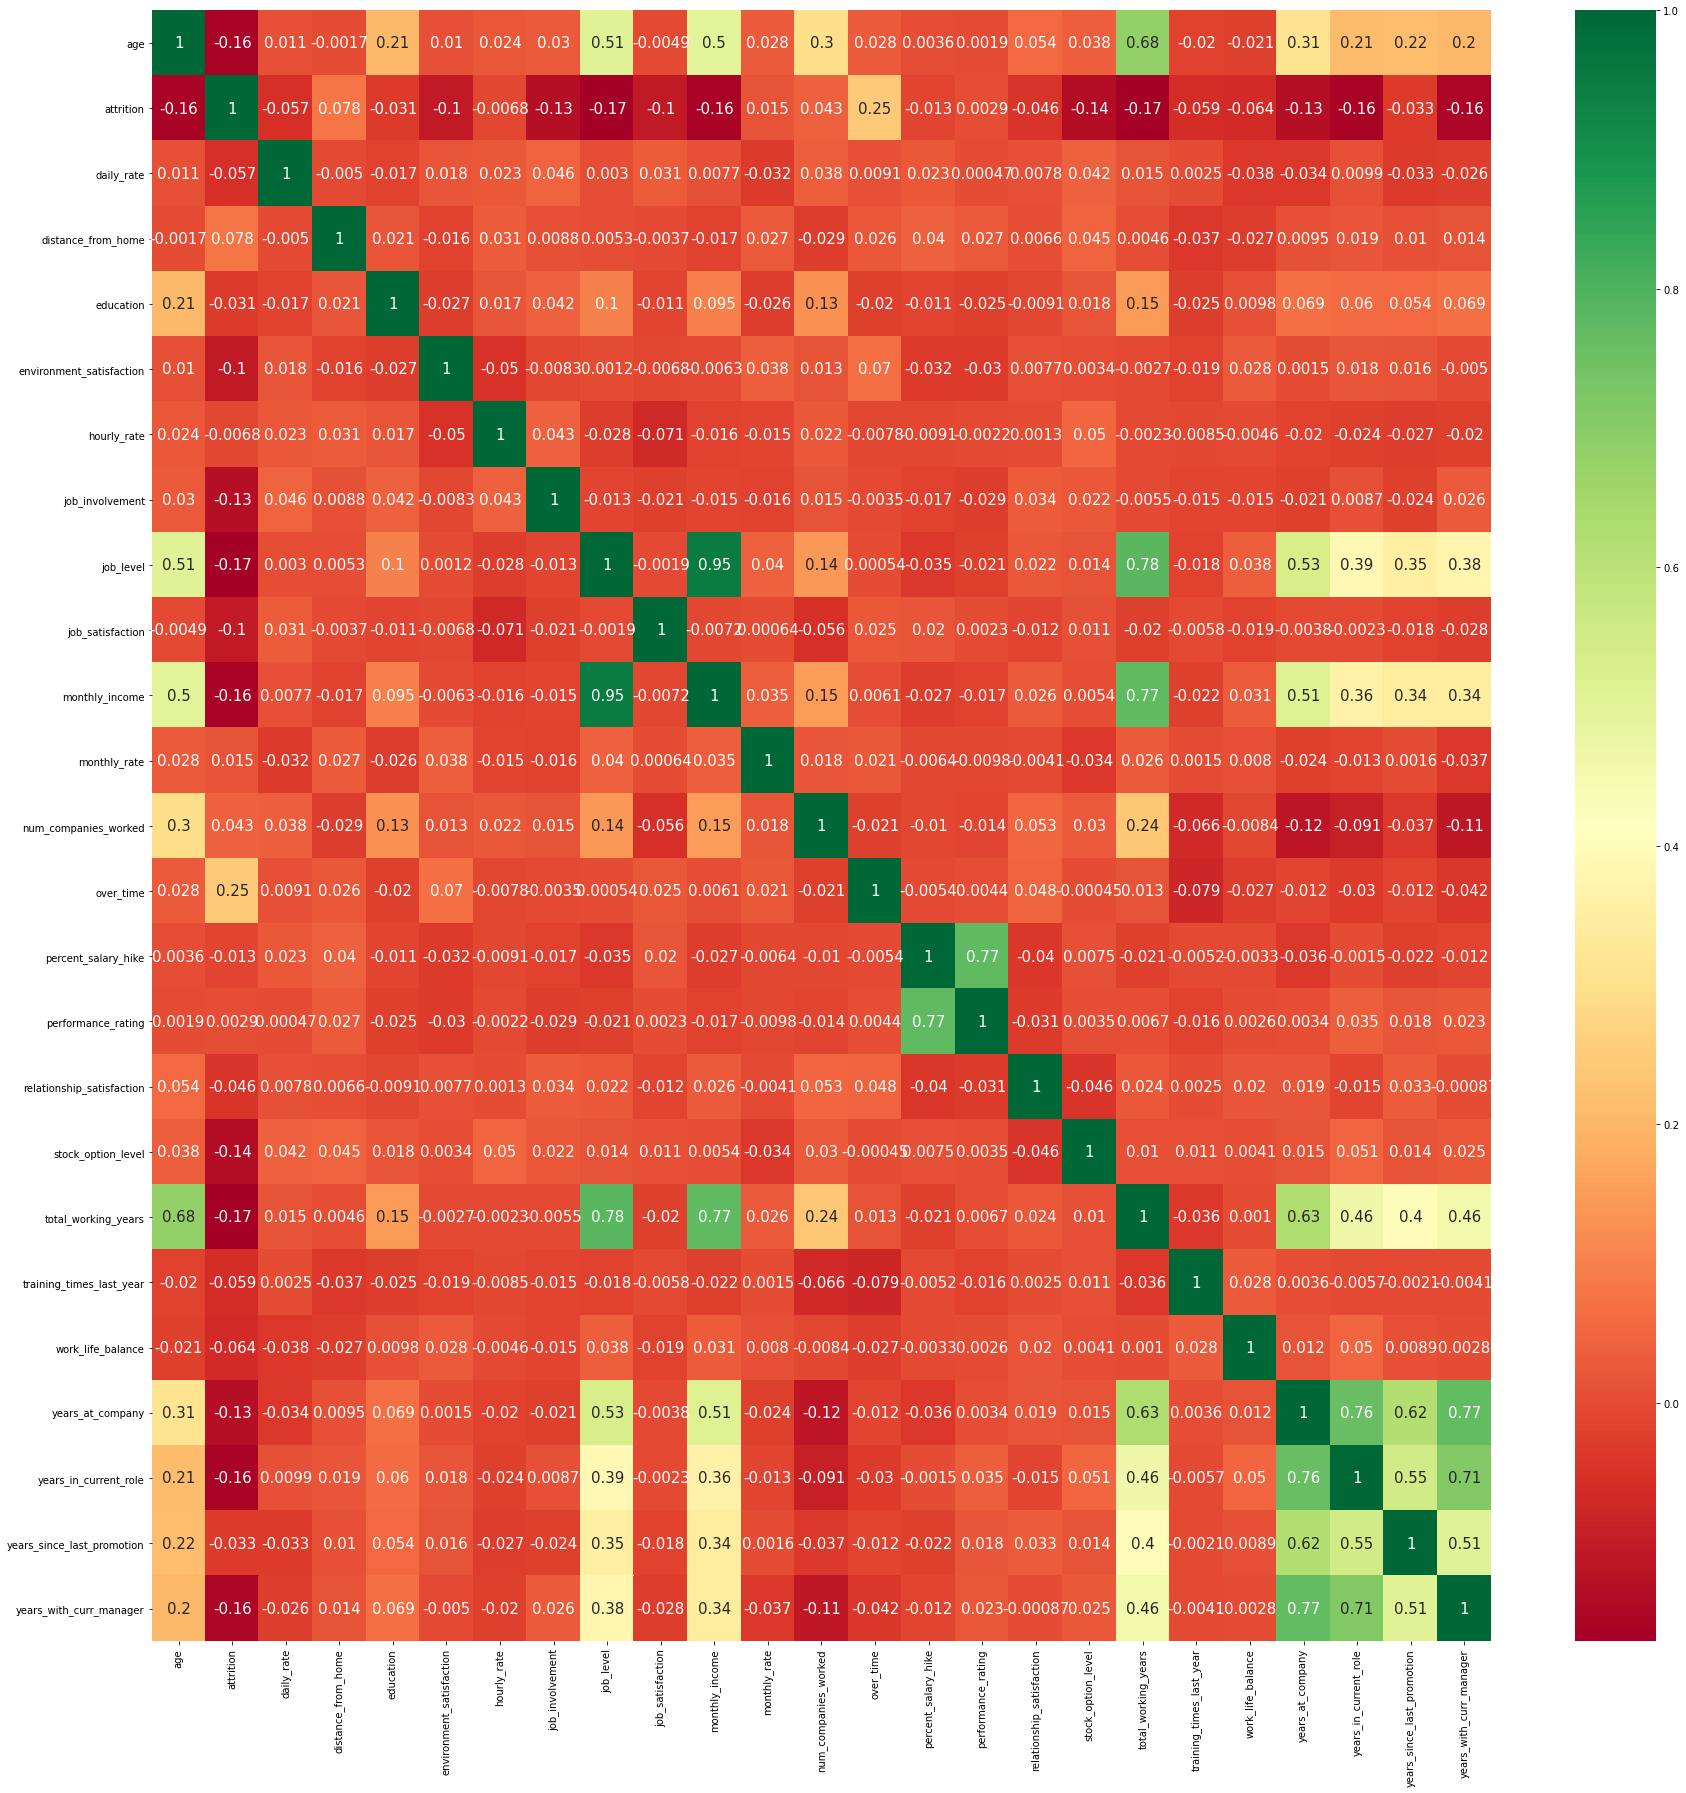 age 1 -0.16 0.011 -0.0017 0.21 0.01 0.024 0.03 0.51 -0.0049 0.5 0.028 0.3 0.028 0.0036 0.0019 0.054 0.038 0.68 -0.02 -0.021 0.31 0.21 0.22 0.2
attrition -0.16 1 -0.057 0.078 -0.031 -0.1 -0.0068 -0.13 -0.17 -0.1 -0.16 0.015 0.043 0.25 -0.013 0.0029 -0.046 -0.14 -0.17 -0.059 -0.064 -0.13 -0.16 -0.033 -0.16
daily_rate 0.011 -0.057 1 -0.005 -0.017 0.018 0.023 0.046 0.003 0.031 0.0077 -0.032 0.038 0.0091 0.023 0.00047 0.0078 0.042 0.015 0.0025 -0.038 -0.034 0.0099 -0.033 -0.026
distance_from_home -0.0017 0.078 -0.005 1 0.021 -0.016 0.031 0.0088 0.0053 -0.0037 -0.017 0.027 -0.029 0.026 0.04 0.027 0.0066 0.045 0.0046 -0.037 -0.027 0.0095 0.019 0.01 0.014
education 0.21 -0.031 -0.017 0.021 1 -0.027 0.017 0.042 0.1 -0.011 0.095 -0.026 0.13 -0.02 -0.011 -0.025 -0.0091 0.018 0.15 -0.025 0.0098 0.069 0.06 0.054 0.069
environment_satisfaction 0.01 -0.1 0.018 -0.016 -0.027 1 -0.05 -0.0083 0.0012 -0.0068 -0.0063 0.038 0.013 0.07 -0.032 -0.03 0.0077 0.0034 -0.0027 -0.019 0.028 0.0015 0.018 0.016 -0.005
hourly_rate 0.024 -0.0068 0.023 0.031 0.017 -0.05 1 0.043 -0.028 -0.071 -0.016 -0.015 0.022 -0.0078 -0.0091 -0.0022 0.0013 0.05 -0.0023 -0.0085 -0.0046 -0.02 -0.024 -0.027 -0.02
job_involvement 0.03 -0.13 0.046 0.0088 0.042 -0.0083 0.043 1 -0.013 -0.021 -0.015 -0.016 0.015 -0.0035 -0.017 -0.029 0.034 0.022 -0.0055 -0.015 -0.015 -0.021 0.0087 -0.024 0.026
job_level 0.51 -0.17 0.003 0.0053 0.1 0.0012 -0.028 -0.013 1 -0.0019 0.95 0.04 0.14 0.00054 -0.035 -0.021 0.022 0.014 0.78 -0.018 0.038 0.53 0.39 0.35 0.38
job_satisfaction -0.0049 -0.1 0.031 -0.0037 -0.011 -0.0068 -0.071 -0.021 -0.0019 1 -0.0072 0.00064 -0.056 0.025 0.02 0.0023 -0.012 0.011 -0.02 -0.0058 -0.019 -0.0038 -0.0023 -0.018 -0.028
monthly_income 0.5 -0.16 0.0077 -0.017 0.095 -0.0063 -0.016 -0.015 0.95 -0.0072 1 0.035 0.15 0.0061 -0.027 -0.017 0.026 0.0054 0.77 -0.022 0.031 0.51 0.36 0.34 0.34
monthly_rate 0.028 0.015 -0.032 0.027 -0.026 0.038 -0.015 -0.016 0.04 0.00064 0.035 1 0.018 0.021 -0.0064 -0.0098 -0.0041 -0.034 0.026 0.0015 0.008 -0.024 -0.013 0.0016 -0.037
num_companies_worked 0.3 0.043 0.038 -0.029 0.13 0.013 0.022 0.015 0.14 -0.056 0.15 0.018 1 -0.021 -0.01 -0.014 0.053 0.03 0.24 -0.066 -0.0084 -0.12 -0.091 -0.037 -0.11
over_time 0.028 0.25 0.0091 0.026 -0.02 0.07 -0.0078 -0.0035 0.00054 0.025 0.0061 0.021 -0.021 1 -0.0054 0.0044 0.048 -0.00045 0.013 -0.079 -0.027 -0.012 -0.03 -0.012 -0.042
percent_salary_hike 0.0036 -0.013 0.023 0.04 -0.011 -0.032 -0.0091 -0.017 -0.035 0.02 -0.027 -0.0064 -0.01 -0.0054 1 0.77 -0.04 0.0075 -0.021 -0.0052 -0.0033 -0.036 -0.0015 -0.022 -0.012
performance_rating 0.0019 0.0029 0.00047 0.027 -0.025 -0.03 -0.0022 -0.029 -0.021 0.0023 -0.017 -0.0098 -0.014 0.0044 0.77 1 -0.031 0.0035 0.0067 -0.016 0.0026 0.0034 0.035 0.018 0.023
relationship_satisfaction 0.054 -0.046 0.0078 0.0066 -0.0091 0.0077 0.0013 0.034 0.022 -0.012 0.026 -0.0041 0.053 0.048 -0.04 -0.031 1 -0.046 0.024 0.0025 0.02 0.019 -0.015 0.033 -0.00087
stock_option_level 0.038 -0.14 0.042 0.045 0.018 0.0034 0.05 0.022 0.014 0.011 0.0054 -0.034 0.03 -0.00045 0.0075 0.0035 -0.046 1 0.01 0.011 0.0041 0.015 0.051 0.014 0.025
total_working_years 0.68 -0.17 0.015 0.0046 0.15 -0.0027 -0.0023 -0.0055 0.78 -0.02 0.77 0.026 0.24 0.013 -0.021 0.0067 0.024 0.01 1 -0.036 0.001 0.63 0.46 0.4 0.46
training_times_last_year -0.02 -0.059 0.0025 -0.037 -0.025 -0.019 -0.0085 -0.015 -0.018 -0.0058 -0.022 0.0015 -0.066 -0.079 -0.0052 -0.016 0.0025 0.011 -0.036 1 0.028 0.0036 -0.0057 -0.0021 -0.0041
work_life_balance -0.021 -0.064 -0.038 -0.027 0.0098 0.028 -0.0046 -0.015 0.038 -0.019 0.031 0.008 -0.0084 -0.027 -0.0033 0.0026 0.02 0.0041 0.001 0.028 1 0.012 0.05 0.0089 0.0028
years_at_company 0.31 -0.13 -0.034 0.0095 0.069 0.0015 -0.02 -0.021 0.53 -0.0038 0.51 -0.024 -0.12 -0.012 -0.036 0.0034 0.019 0.015 0.63 0.0036 0.012 1 0.76 0.62 0.77
years_in_current_role 0.21 -0.16 0.0099 0.019 0.06 0.018 -0.024 0.0087 0.39 -0.0023 0.36 -0.013 -0.091 -0.03 -0.0015 0.035 -0.015 0.051 0.46 -0.0057 0.05 0.76 1 0.55 0.71
years_since_last_promotion 0.22 -0.033 -0.033 0.01 0.054 0.016 -0.027 -0.024 0.35 -0.018 0.34 0.0016 -0.037 -0.012 -0.022 0.018 0.033 0.014 0.4 -0.0021 0.0089 0.62 0.55 1 0.51
years_with_curr_manager 0.2 -0.16 -0.026 0.014 0.069 -0.005 -0.02 0.026 0.38 -0.028 0.34 -0.037 -0.11 -0.042 -0.012 0.023 -0.00087 0.025 0.46 -0.0041 0.0028 0.77 0.71 0.51 1
age
attrition
daily_rate
distance_from_home
education
environment_satisfaction
hourly_rate
job_involvement
job_level
job_satisfaction
monthly_income
monthly_rate
num_companies_worked
over_time
percent_salary_hike
performance_rating
relationship_satisfaction
stock_option_level
total_working_years
training_times_last_year
work_life_balance
years_at_company
years_in_current_role
years_since_last_promotion
years_with_curr_manager
1.0
0.8
0.6
0.4
0.2
0.0